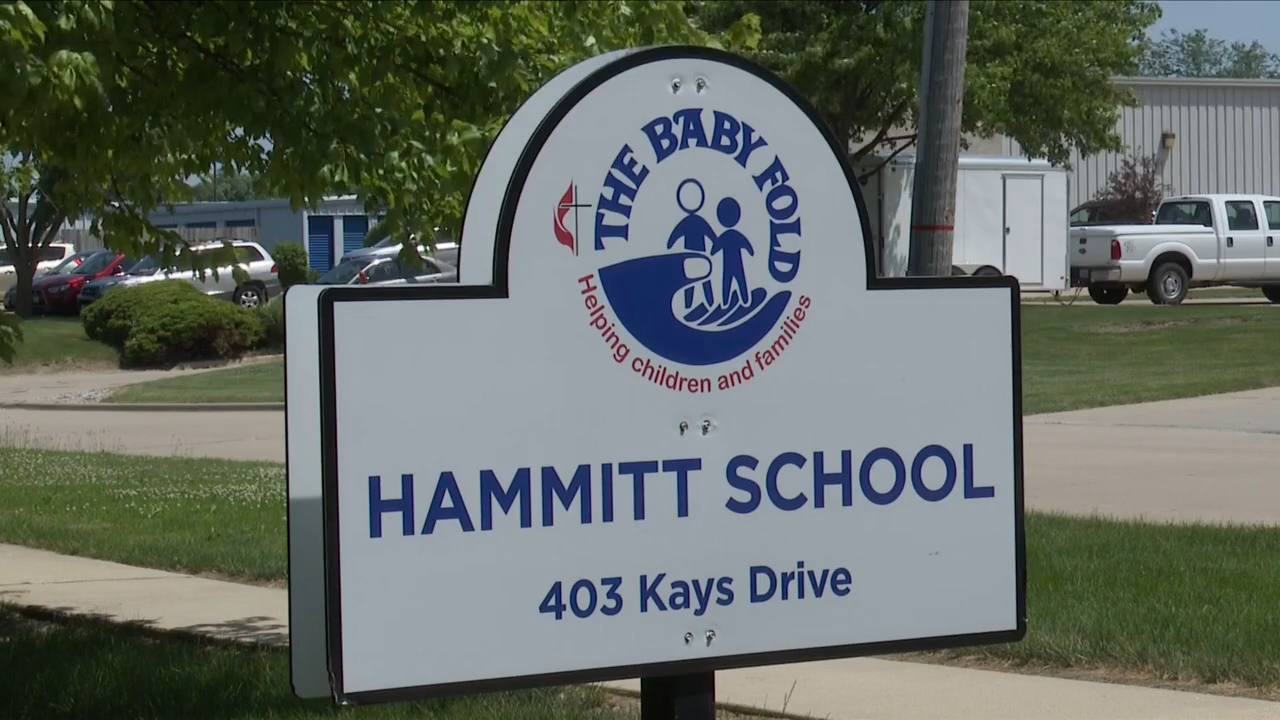 THE BABY FOLD
Helping children and families
HAMMITT SCHOOL
403 Kays Drive